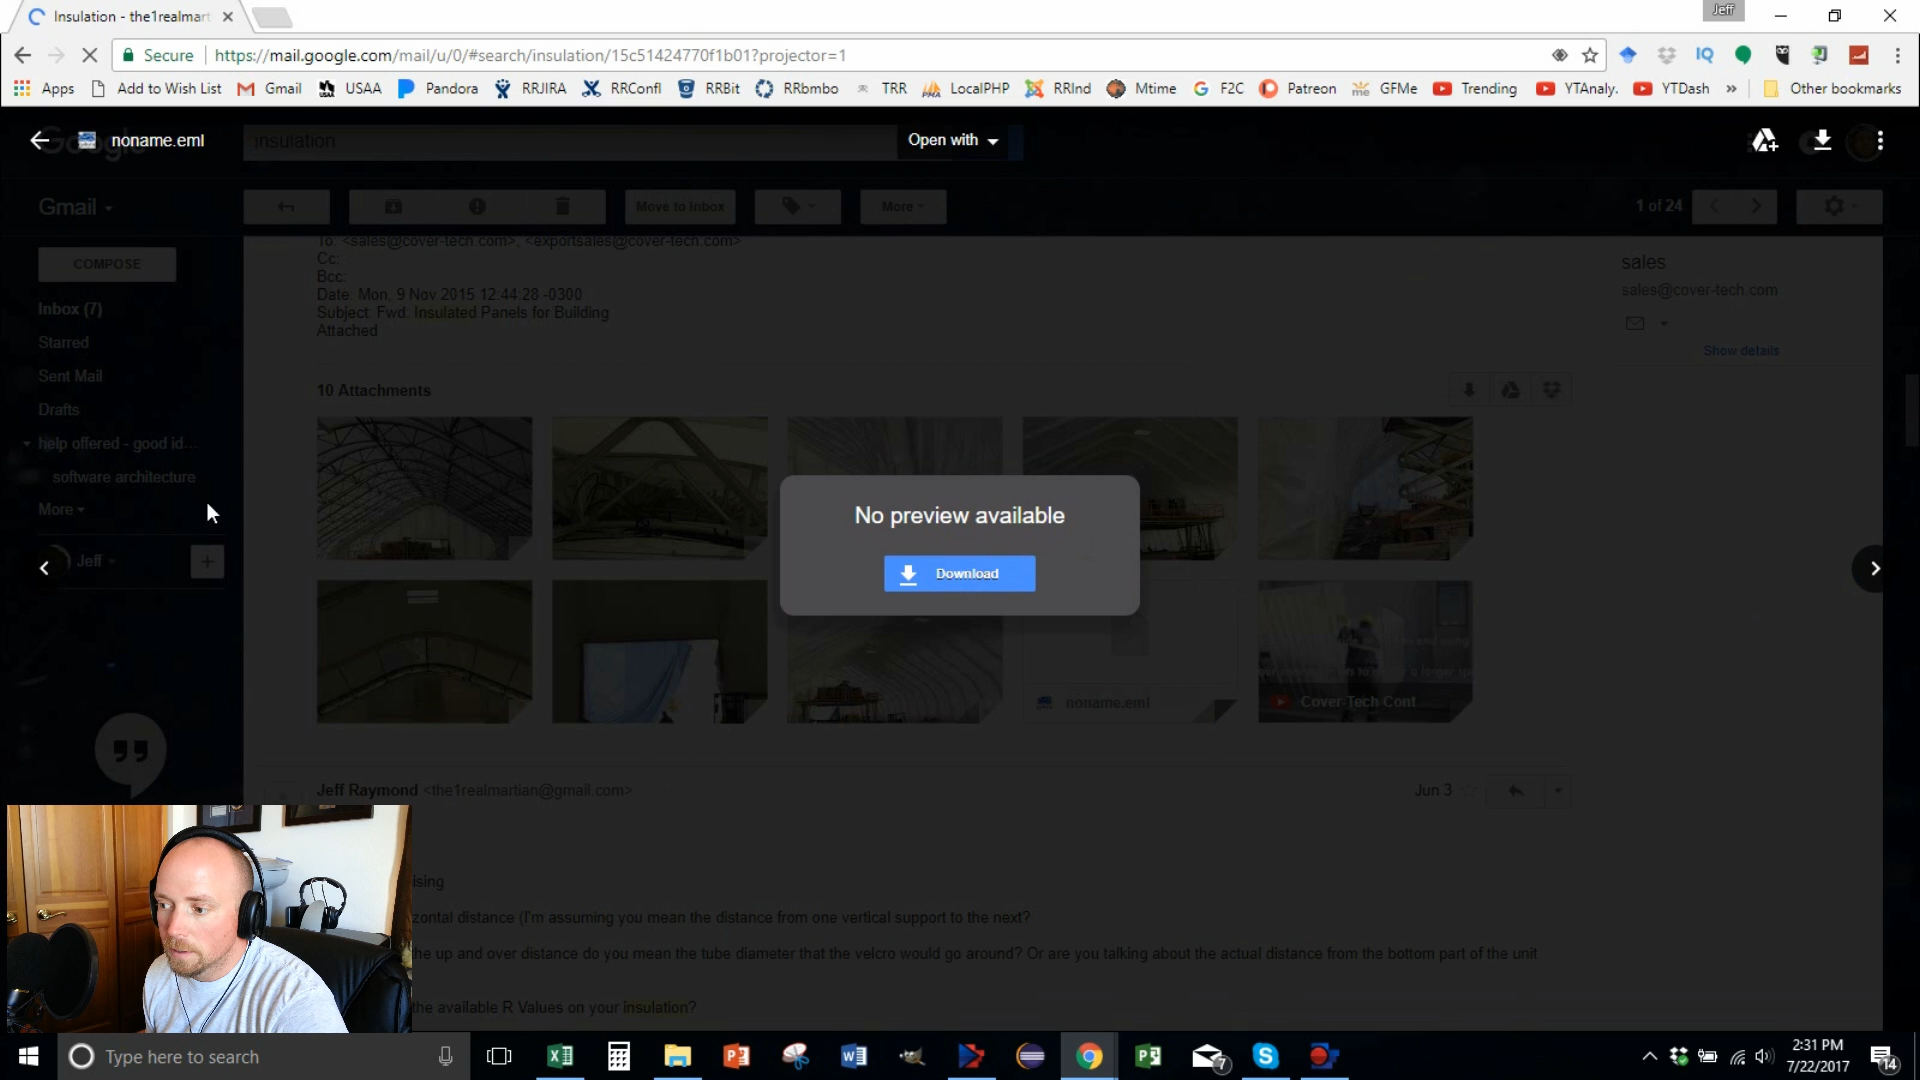 Insulation - the1realmart
Jeff
Secure
https://mail.google.com/mail/u/0/#search/insulation/15c51424770f1b01?projector=1
Apps Add to Wish List Gmail USAA Pandora RRJIRA RRConfl RRBit RRbmbo TRR LocalPHP RRInd Mtime F2C Patreon GFMe Trending YTAnaly. YTDash » Other bookmarks
noname.eml
insulation
Open with
Gmail
Move to Inbox
More
1 of 24
COMPOSE
Inbox (7)
Starred
Sent Mail
Drafts
help offered - good id...
software architecture
More
Jeff
To: <sales@cover-tech.com>, <exportsales@cover-tech.com>
Cc:
Bcc:
Date: Mon, 9 Nov 2015 12:44:28 -0300
Subject: Fwd: Insulated Panels for Building
Attached
sales
sales@cover-tech.com
Show details
10 Attachments
No preview available
Download
noname.eml
Cover-Tech Cont
Jeff Raymond <the1realmartian@gmail.com>
Jun 3
ising
zontal distance (I'm assuming you mean the distance from one vertical support to the next?
he up and over distance do you mean the tube diameter that the velcro would go around? Or are you talking about the actual distance from the bottom part of the unit
the available R Values on your insulation?
Type here to search
7
2:31 PM
7/22/2017
14